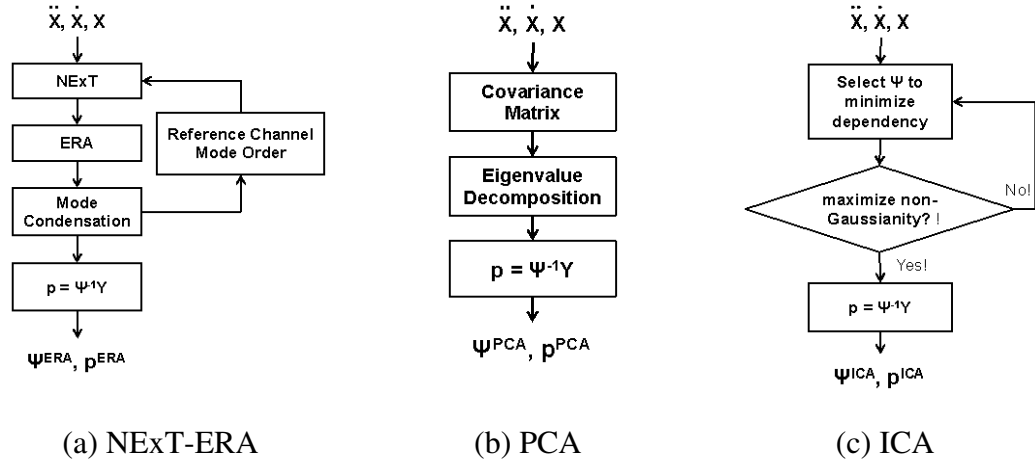 Ẍ, Ẋ, X
NExT
ERA
Mode
Condensation
Reference Channel
Mode Order
p = Ψ⁻¹Y
Ψᴱᴿᴬ, pᴱᴿᴬ
(a) NExT-ERA
Ẍ, Ẋ, X
Covariance
Matrix
Eigenvalue
Decomposition
p = Ψ⁻¹Y
Ψᴾᶜᴬ, pᴾᶜᴬ
(b) PCA
Ẍ, Ẋ, X
Select Ψ to
minimize
dependency
maximize non-
Gaussianity? !
No!
Yes!
p = Ψ⁻¹Y
Ψᴵᶜᴬ, pᴵᶜᴬ
(c) ICA